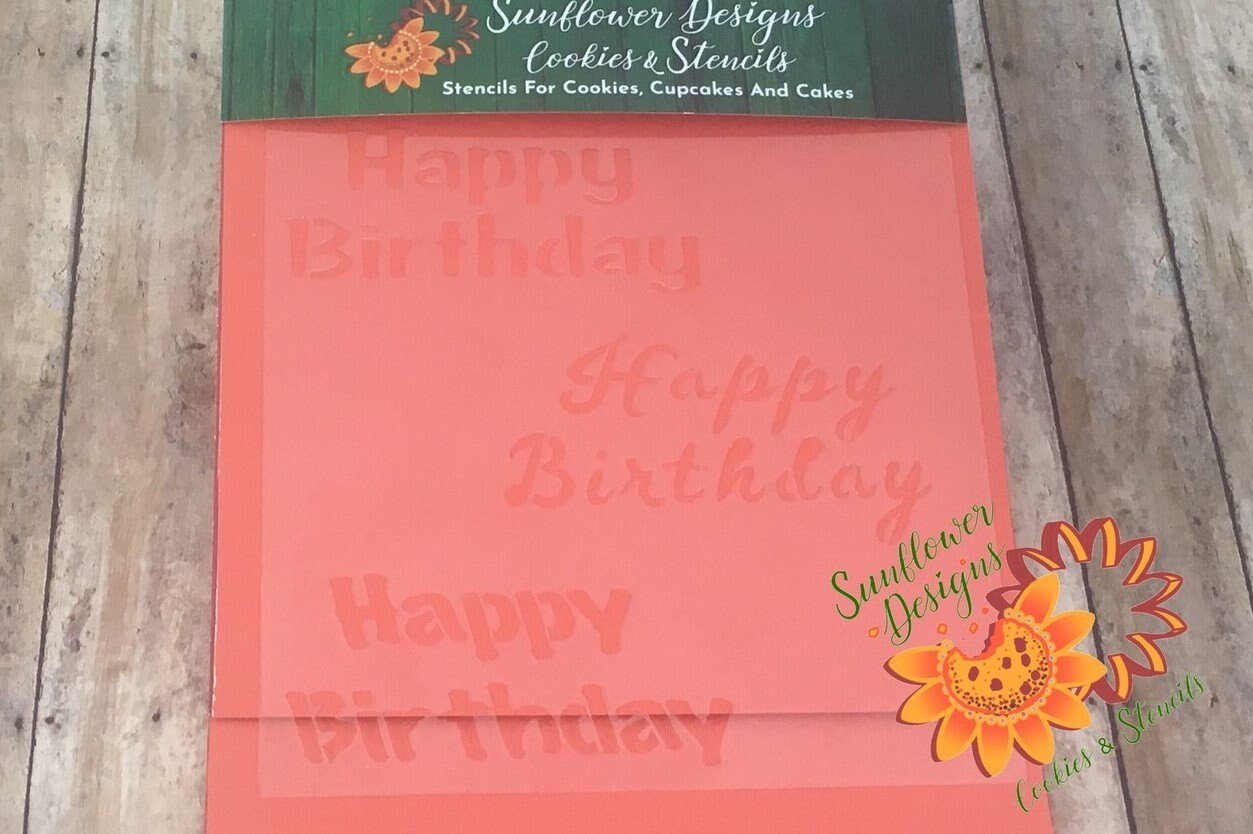 Sunflower Designs
Cookies & Stencils
Stencils For Cookies, Cupcakes And Cakes
Happy
Birthday
Happy
Birthday
Happy
Birthday
Sunflower
Designs
Cookies & Stencils